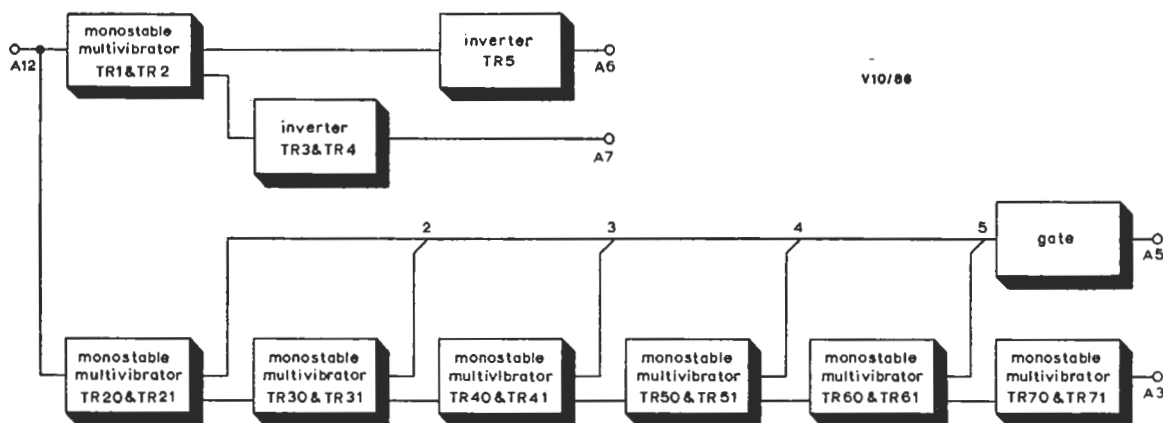 monostable
multivibrator
TR1&TR2
inverter
TR5
A12
A6
V10/86
inverter
TR3&TR4
A7
2
3
4
5
gate
A5
monostable
multivibrator
TR20&TR21
monostable
multivibrator
TR30&TR31
monostable
multivibrator
TR40&TR41
monostable
multivibrator
TR50&TR51
monostable
multivibrator
TR60&TR61
monostable
multivibrator
TR70&TR71
A3